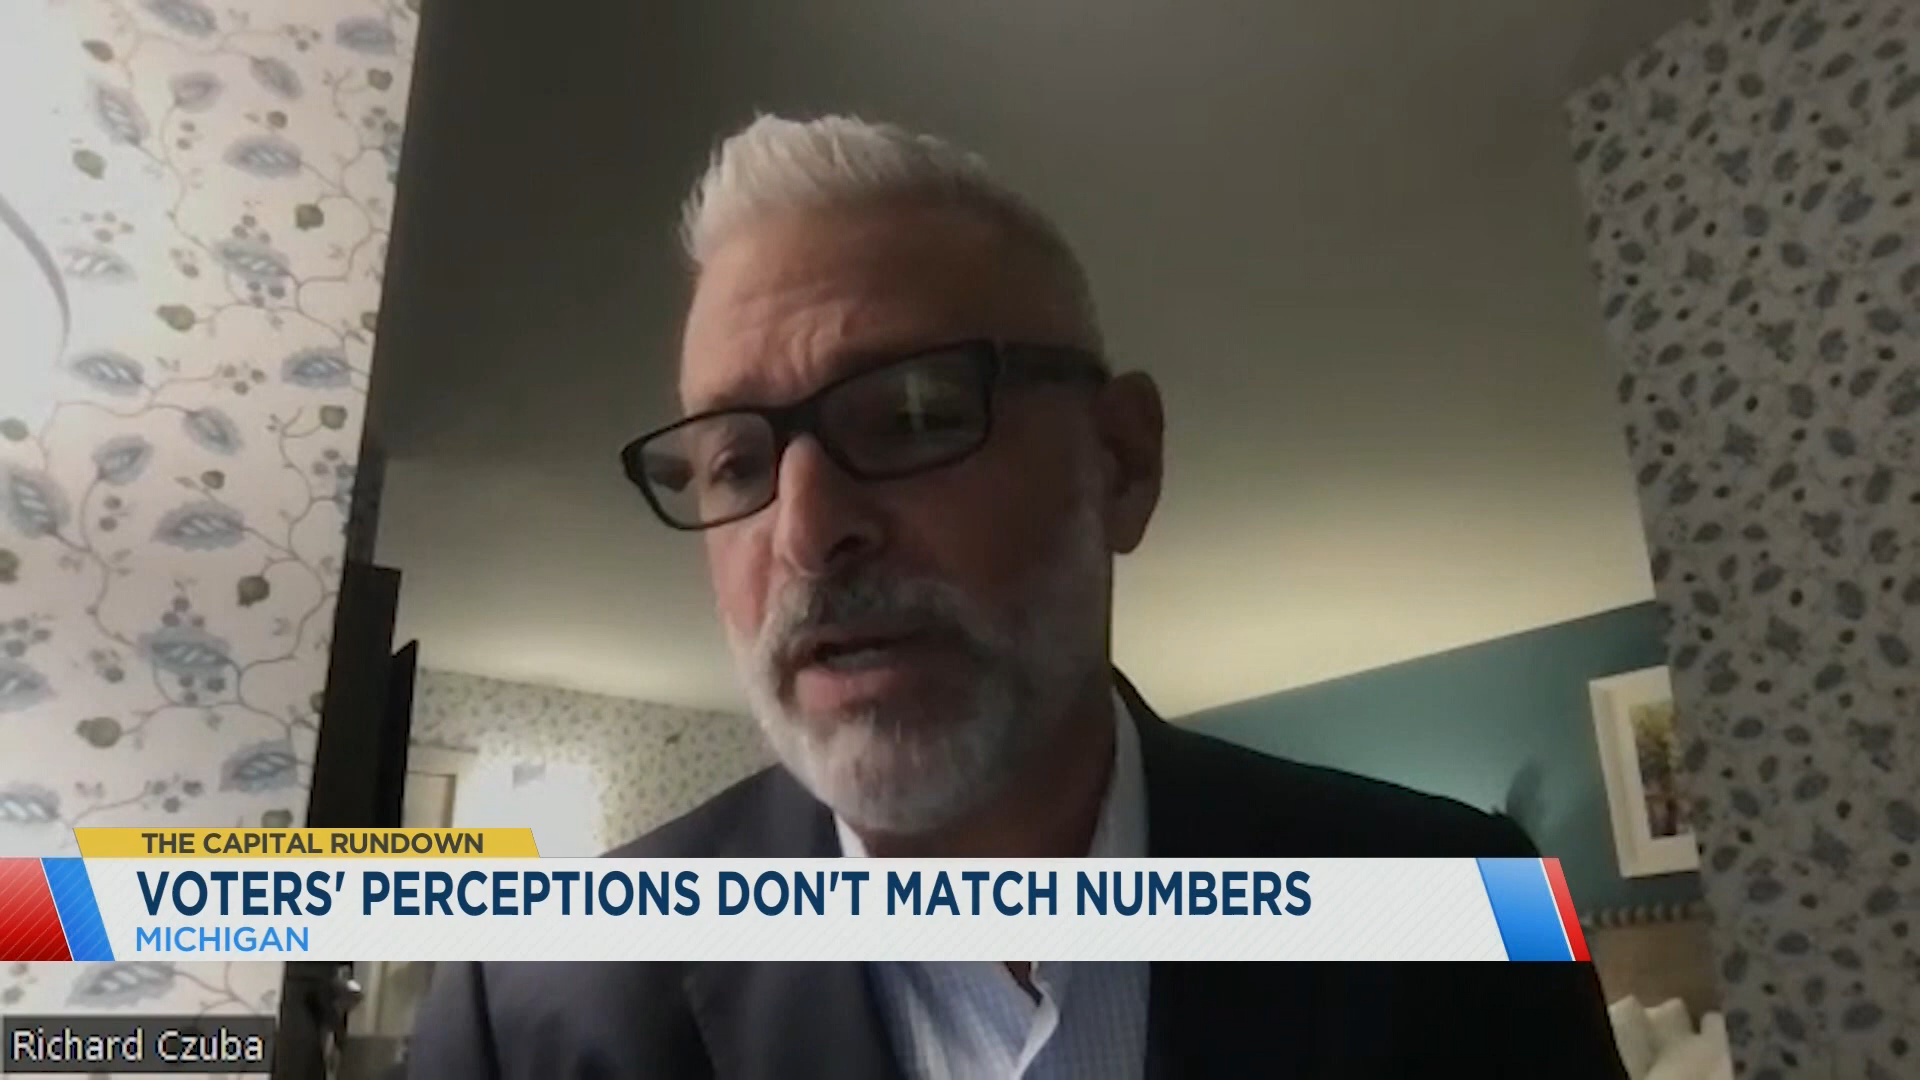 THE CAPITAL RUNDOWN
VOTERS' PERCEPTIONS DON'T MATCH NUMBERS
MICHIGAN
Richard Czuba